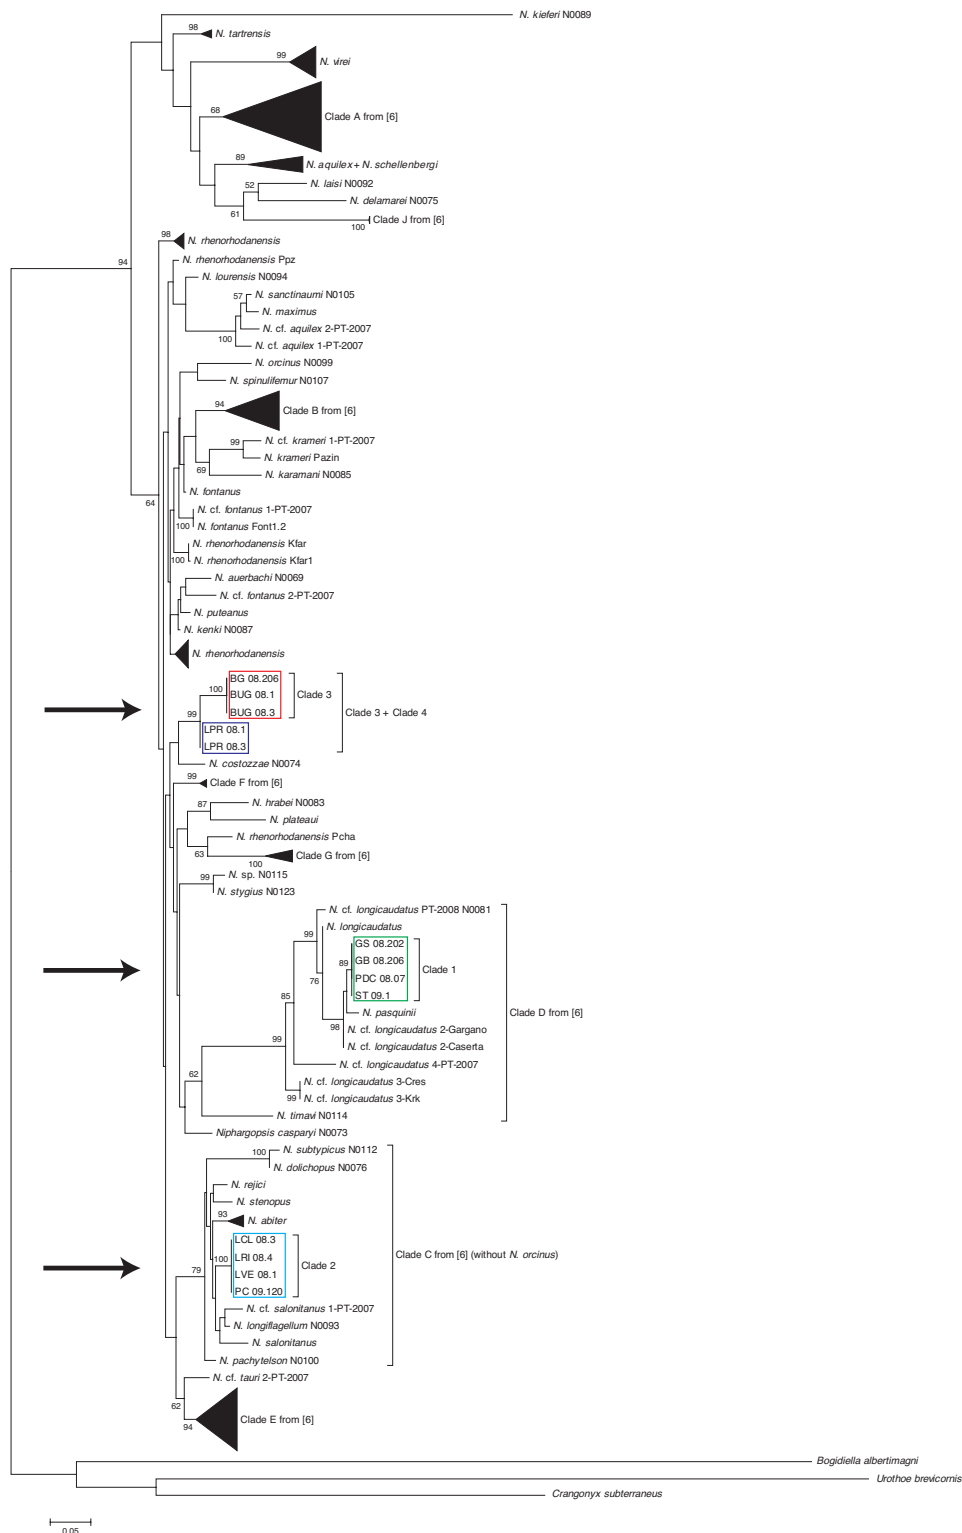 N. kieferi N0089
98
N. tartrensis
99
N. virei
68
Clade A from [6]
89
N. aquilex + N. schellenbergi
52
N. laisi N0092
N. delamarei N0075
61
100
Clade J from [6]
98
N. rhenorhodanensis
94
N. rhenorhodanensis Ppz
N. lourensis N0094
57
N. sanctinaumi N0105
N. maximus
N. cf. aquilex 2-PT-2007
100
N. cf. aquilex 1-PT-2007
N. orcinus N0099
N. spinulifemur N0107
94
Clade B from [6]
99
N. cf. krameri 1-PT-2007
N. krameri Pazin
69
N. karamani N0085
N. fontanus
64
N. cf. fontanus 1-PT-2007
100
N. fontanus Font1.2
N. rhenorhodanensis Kfar
100
N. rhenorhodanensis Kfar1
N. auerbachi N0069
N. cf. fontanus 2-PT-2007
N. puteanus
N. kenki N0087
N. rhenorhodanensis
BG 08.206
100
BUG 08.1
Clade 3
BUG 08.3
Clade 3 + Clade 4
99
LPR 08.1
LPR 08.3
N. costozzae N0074
99
Clade F from [6]
87
N. hrabei N0083
N. plateaui
N. rhenorhodanensis Pcha
63
100
Clade G from [6]
99
N. sp. N0115
N. stygius N0123
N. cf. longicaudatus PT-2008 N0081
N. longicaudatus
99
GS 08.202
89
GB 08.206
Clade 1
76
PDC 08.07
ST 09.1
85
N. pasquinii
Clade D from [6]
98
N. cf. longicaudatus 2-Gargano
99
N. cf. longicaudatus 2-Caserta
N. cf. longicaudatus 4-PT-2007
62
N. cf. longicaudatus 3-Cres
99
N. cf. longicaudatus 3-Krk
N. timavi N0114
Niphargopsis casparyi N0073
100
N. subtypicus N0112
N. dolichopus N0076
N. rejici
N. stenopus
93
N. abiter
LCL 08.3
Clade C from [6] (without N. orcinus)
100
LRI 08.4
Clade 2
79
LVE 08.1
PC 09.120
N. cf. salonitanus 1-PT-2007
N. longiflagellum N0093
N. salonitanus
N. pachytelson N0100
N. cf. tauri 2-PT-2007
62
94
Clade E from [6]
Bogidiella albertimagni
Urothoe brevicornis
Crangonyx subterraneus
0.05